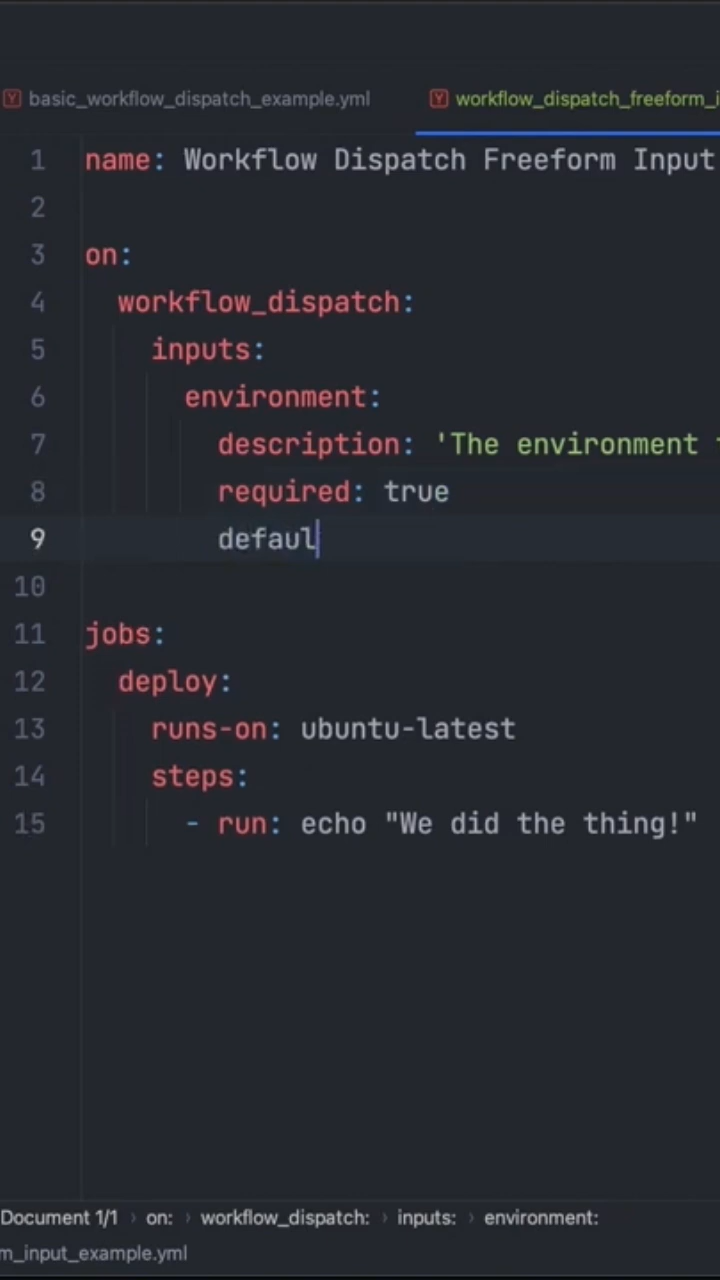 basic_workflow_dispatch_example.yml workflow_dispatch_freeform_i
1 name: Workflow Dispatch Freeform Input
2
3 on:
4 workflow_dispatch:
5 inputs:
6 environment:
7 description: 'The environment
8 required: true
9 defaul
10
11 jobs:
12 deploy:
13 runs-on: ubuntu-latest
14 steps:
15 - run: echo "We did the thing!"
Document 1/1 › on: › workflow_dispatch: › inputs: › environment:
m_input_example.yml